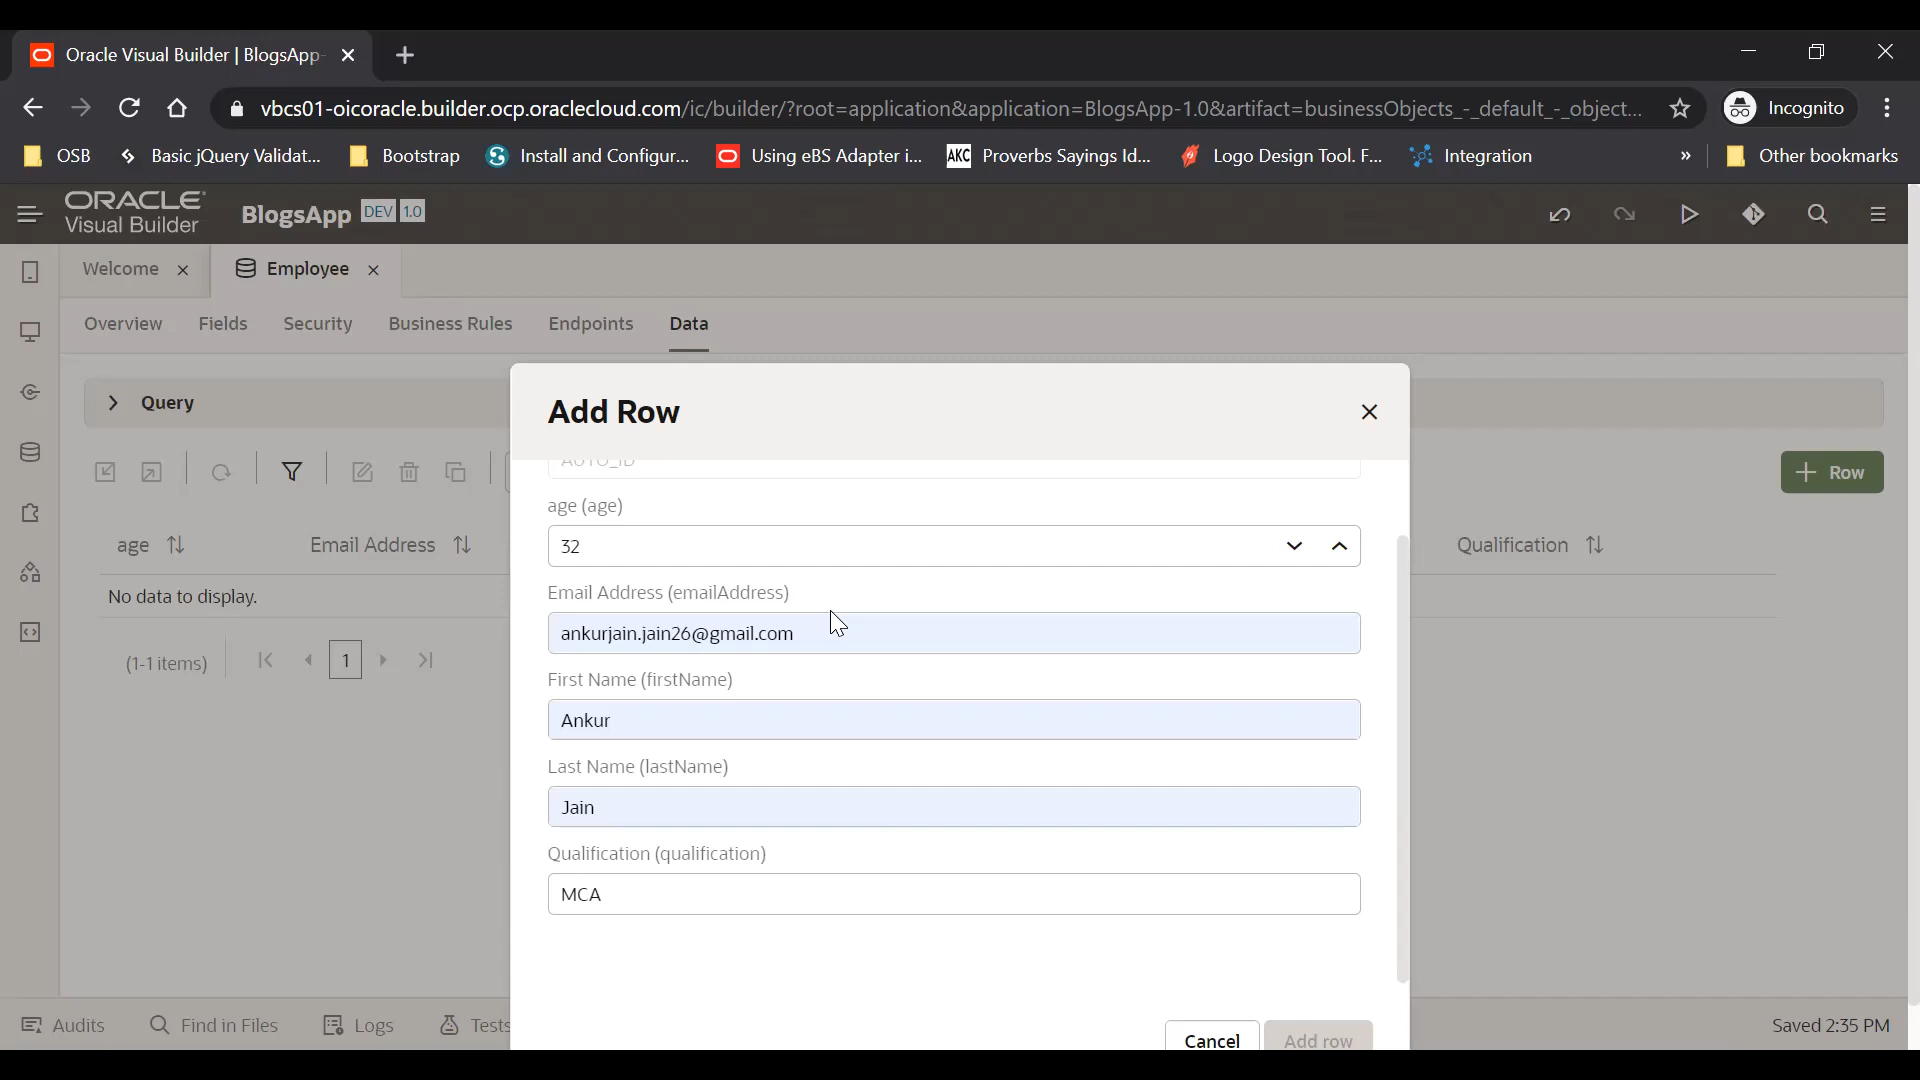 Oracle Visual Builder | BlogsApp-
vbcs01-oicoracle.builder.ocp.oraclecloud.com/ic/builder/?root=application&application=BlogsApp-1.0&artifact=businessObjects_-_default_-_object...
Incognito
OSB
Basic jQuery Validat...
Bootstrap
Install and Configur...
Using eBS Adapter i...
AKC
Proverbs Sayings Id...
Logo Design Tool. F...
Integration
»
Other bookmarks
ORACLE
Visual Builder
BlogsApp DEV 1.0
Welcome
Employee
Overview
Fields
Security
Business Rules
Endpoints
Data
Query
Add Row
Row
AUTO_ID
age
Email Address
Qualification
age (age)
32
No data to display.
(1-1 items)
1
Email Address (emailAddress)
ankurjain.jain26@gmail.com
First Name (firstName)
Ankur
Last Name (lastName)
Jain
Qualification (qualification)
MCA
Cancel
Add row
Audits
Find in Files
Logs
Tests
Saved 2:35 PM